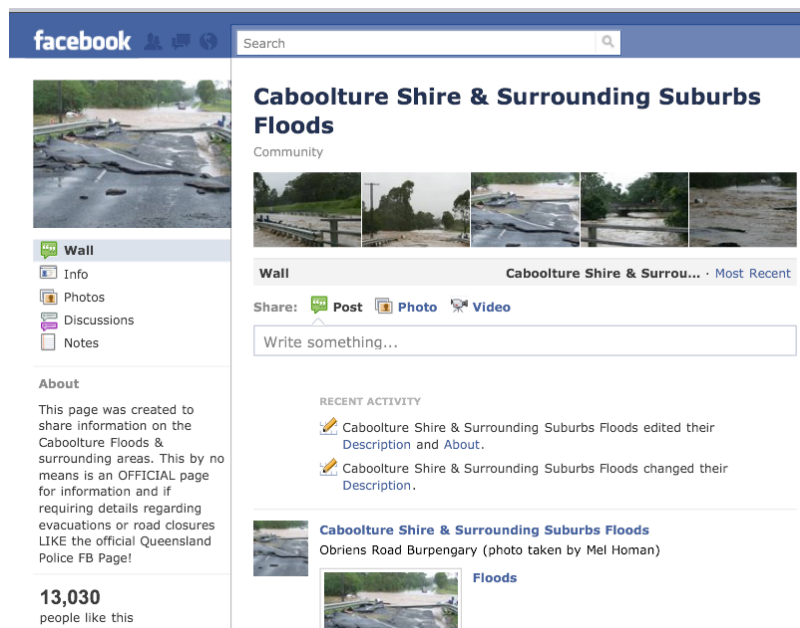 facebook
Search
Caboolture Shire & Surrounding Suburbs
Floods
Community
Wall
Info
Photos
Discussions
Notes
About
This page was created to
share information on the
Caboolture Floods &
surrounding areas. This by no
means is an OFFICIAL page
for information and if
requiring details regarding
evacuations or road closures
LIKE the official Queensland
Police FB Page!
13,030
people like this
Wall
Caboolture Shire & Surrou... · Most Recent
Share: Post Photo Video
Write something...
RECENT ACTIVITY
Caboolture Shire & Surrounding Suburbs Floods edited their
Description and About.
Caboolture Shire & Surrounding Suburbs Floods changed their
Description.
Caboolture Shire & Surrounding Suburbs Floods
Obriens Road Burpengary (photo taken by Mel Homan)
Floods